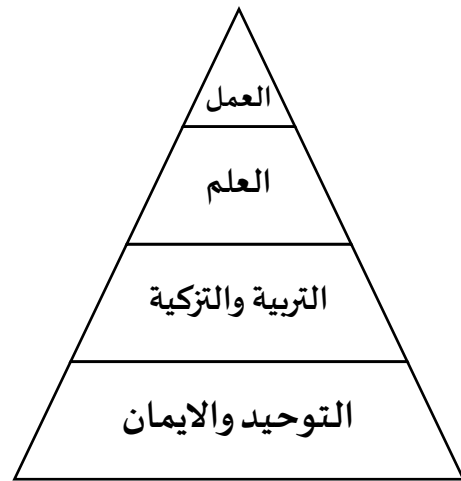 العمل
العلم
التربية والتزكية
التوحيد والايمان